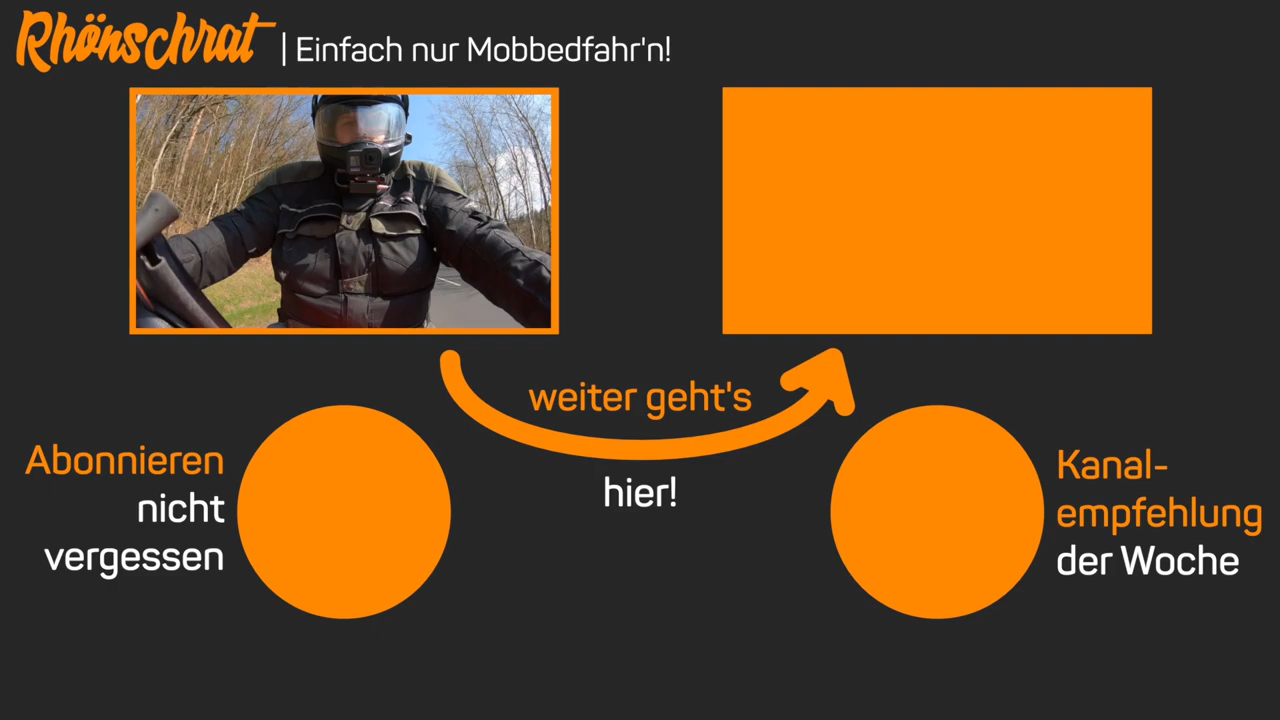 Rhönschrat | Einfach nur Mobbedfahr'n!
weiter geht's
hier!
Abonnieren
nicht
vergessen
Kanal-
empfehlung
der Woche